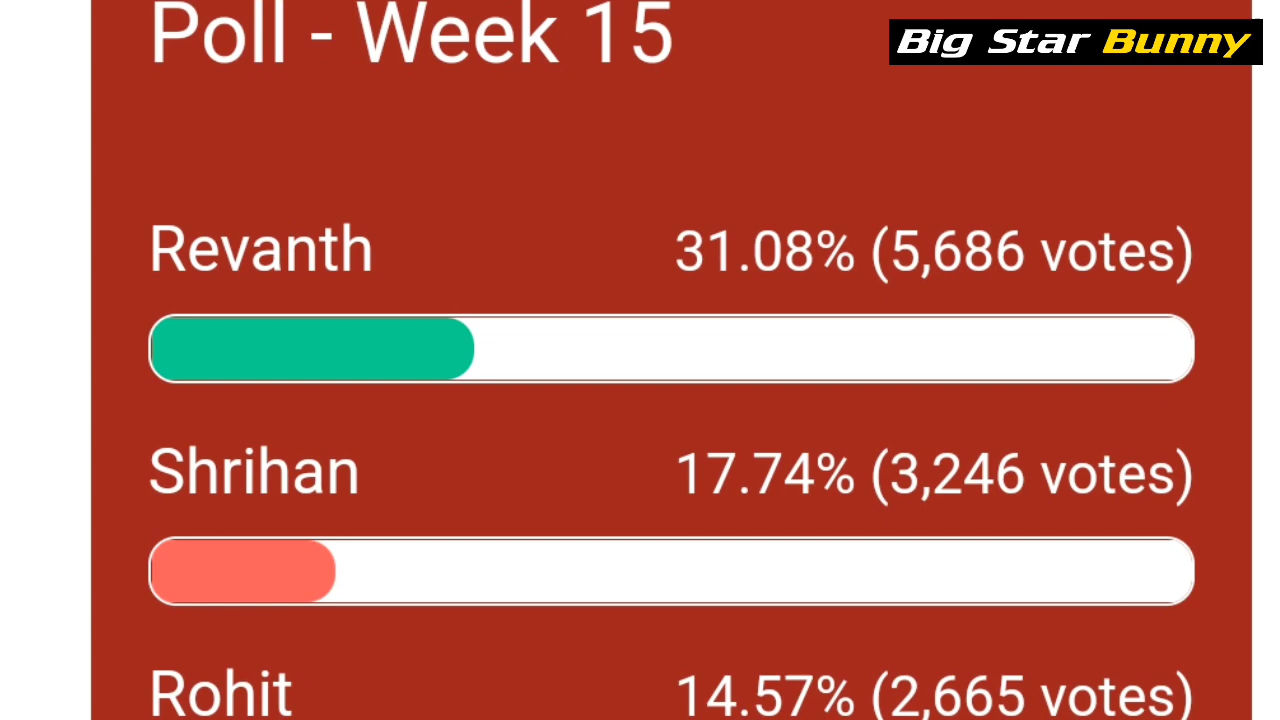 Poll - Week 15
Big Star Bunny
Revanth 31.08% (5,686 votes)
Shrihan 17.74% (3,246 votes)
Rohit 14.57% (2,665 votes)